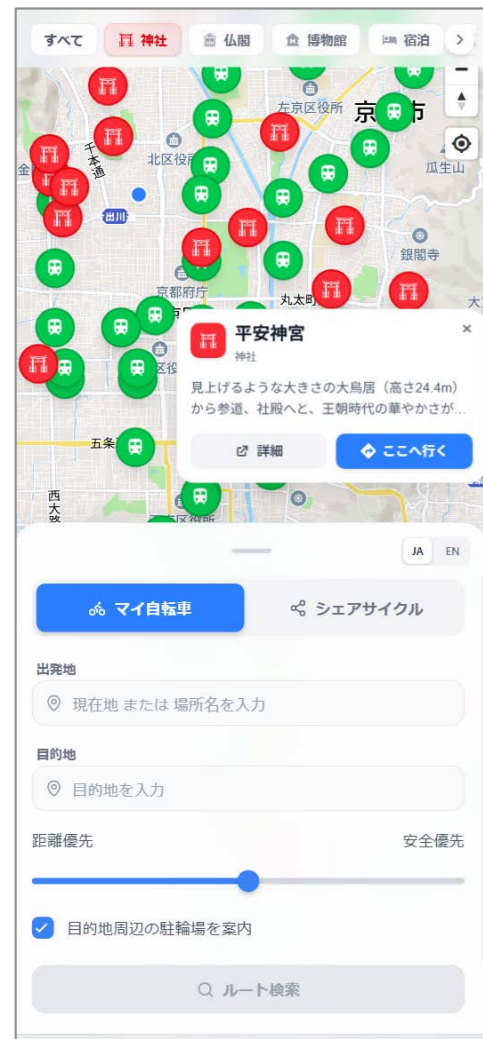 すべて
神社
仏閣
博物館
宿泊
左京区役所
京
市
千本通
北区役
瓜生山
出川
銀閣寺
京都府庁
丸太町
平安神宮
×
神社
見上げるような大きさの大鳥居(高さ24.4m)
から参道、社殿へと、王朝時代の華やかさが...
詳細
ここへ行く
五条
西大路
JA
EN
マイ自転車
シェアサイクル
出発地
現在地 または 場所名を入力
目的地
目的地を入力
距離優先
安全優先
目的地周辺の駐輪場を案内
ルート検索